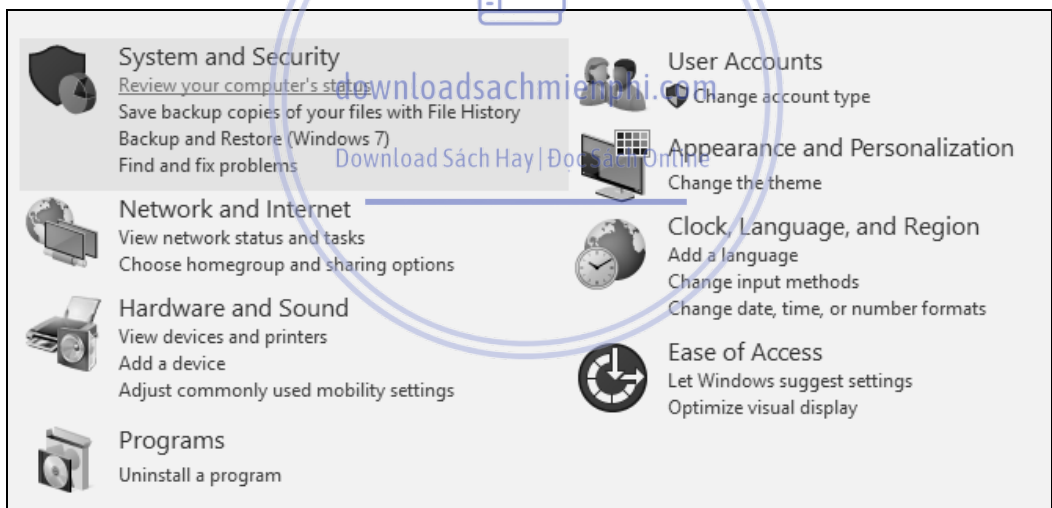 System and Security
Review your computer's status
Save backup copies of your files with File History
Backup and Restore (Windows 7)
Find and fix problems
Network and Internet
View network status and tasks
Choose homegroup and sharing options
Hardware and Sound
View devices and printers
Add a device
Adjust commonly used mobility settings
Programs
Uninstall a program
User Accounts
Change account type
Appearance and Personalization
Change the theme
Clock, Language, and Region
Add a language
Change input methods
Change date, time, or number formats
Ease of Access
Let Windows suggest settings
Optimize visual display
downloadsachmienphi.com
Download Sách Hay | Đọc Sách Online